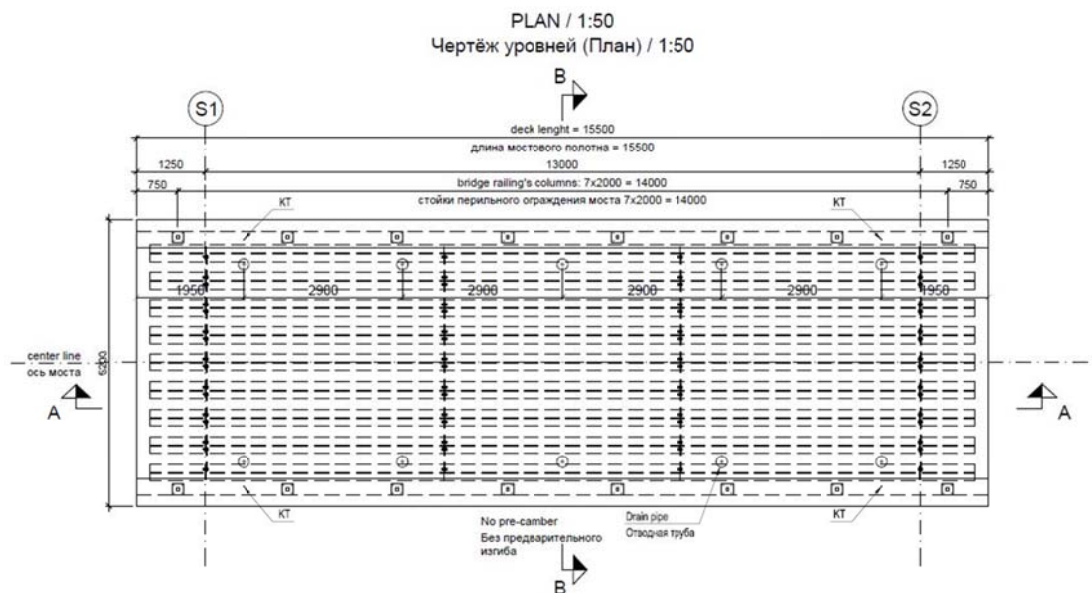 PLAN / 1:50
Чертёж уровней (План) / 1:50
B
S1
S2
deck lenght = 15500
длина мостового полотна = 15500
1250
13000
1250
750
bridge railing's columns: 7x2000 = 14000
750
стойки перильного ограждения моста 7x2000 = 14000
KT
KT
1950
2900
2900
2900
2900
1950
center line
ось моста
6200
A
A
KT
KT
No pre-camber
Без предварительного
изгиба
Drain pipe
Отводная труба
B